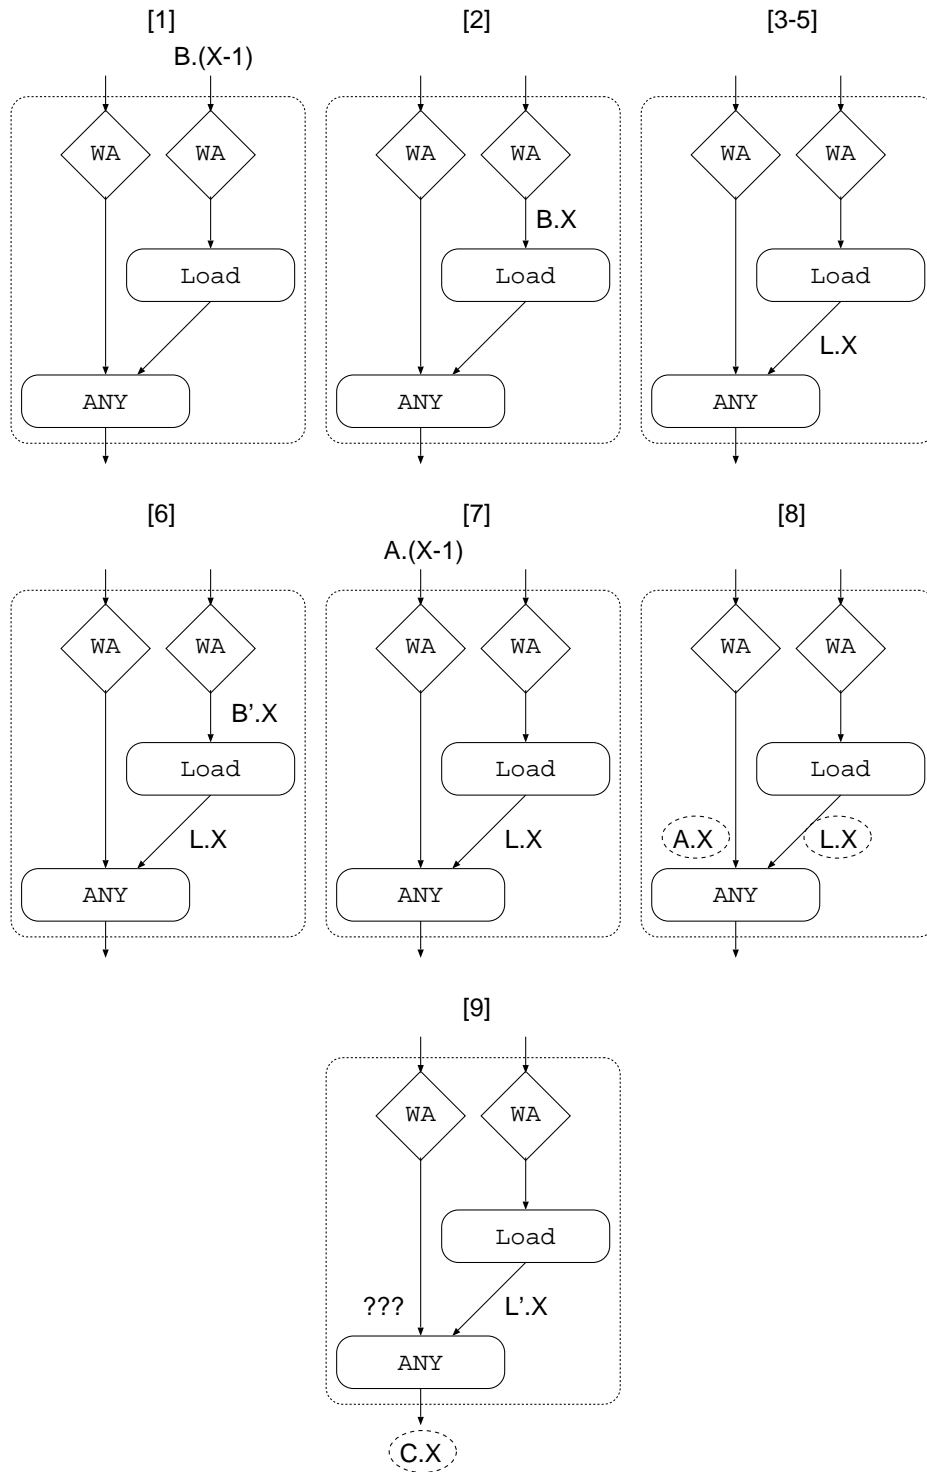 [1] [2] [3-5]
B.(X-1)
WA WA WA WA WA WA
B.X
Load Load Load
L.X
ANY ANY ANY
[6] [7] [8]
A.(X-1)
WA WA WA WA WA WA
B’.X
Load Load Load
L.X L.X A.X L.X
ANY ANY ANY
[9]
WA WA
Load
??? L’.X
ANY
C.X